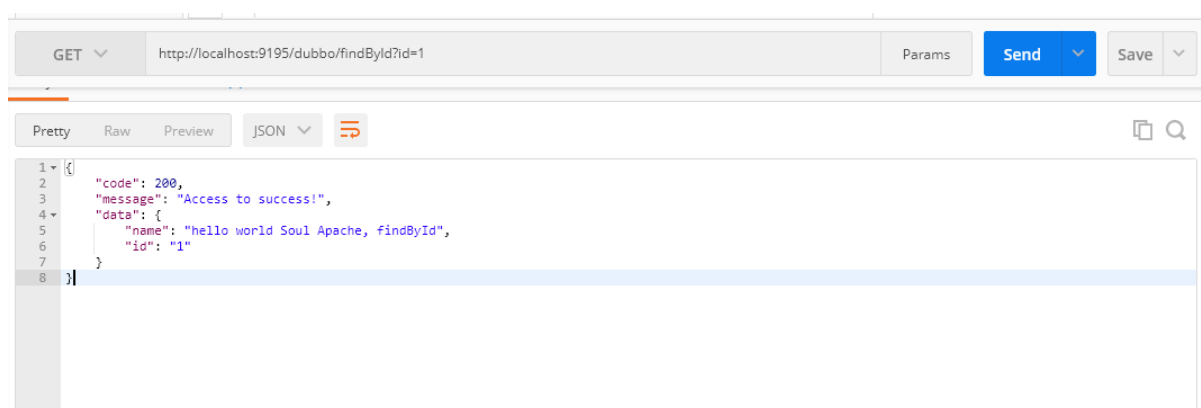 GET http://localhost:9195/dubbo/findById?id=1 Params Send Save
Pretty Raw Preview JSON
1 {
2 "code": 200,
3 "message": "Access to success!",
4 "data": {
5 "name": "hello world Soul Apache, findById",
6 "id": "1"
7 }
8 }